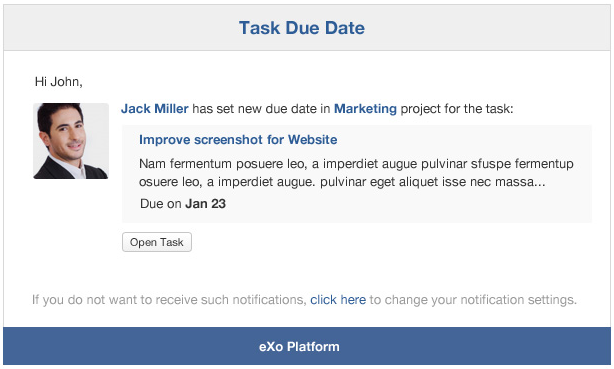 Task Due Date
Hi John,
Jack Miller has set new due date in Marketing project for the task:
Improve screenshot for Website
Nam fermentum posuere leo, a imperdiet augue pulvinar sfuspe fermentup
osuere leo, a imperdiet augue. pulvinar eget aliquet isse nec massa...
Due on Jan 23
Open Task
If you do not want to receive such notifications, click here to change your notification settings.
eXo Platform